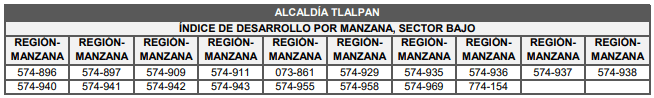 ALCALDÍA TLALPAN
ÍNDICE DE DESARROLLO POR MANZANA, SECTOR BAJO
REGIÓN- REGIÓN- REGIÓN- REGIÓN- REGIÓN- REGIÓN- REGIÓN- REGIÓN- REGIÓN- REGIÓN-
MANZANA MANZANA MANZANA MANZANA MANZANA MANZANA MANZANA MANZANA MANZANA MANZANA
574-896 574-897 574-909 574-911 073-861 574-929 574-935 574-936 574-937 574-938
574-940 574-941 574-942 574-943 574-955 574-958 574-969 774-154